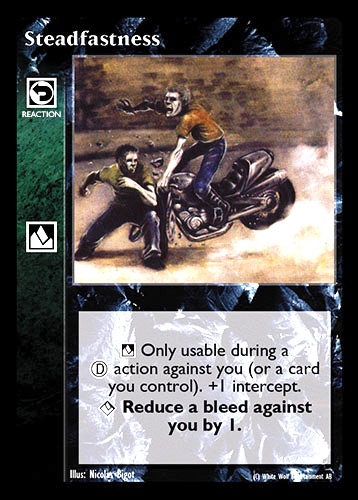 Steadfastness
REACTION
Only usable during a
D action against you (or a card
you control). +1 intercept.
Reduce a bleed against
you by 1.
Illus: Nicolas Bigot
(C) White Wolf Entertainment AB